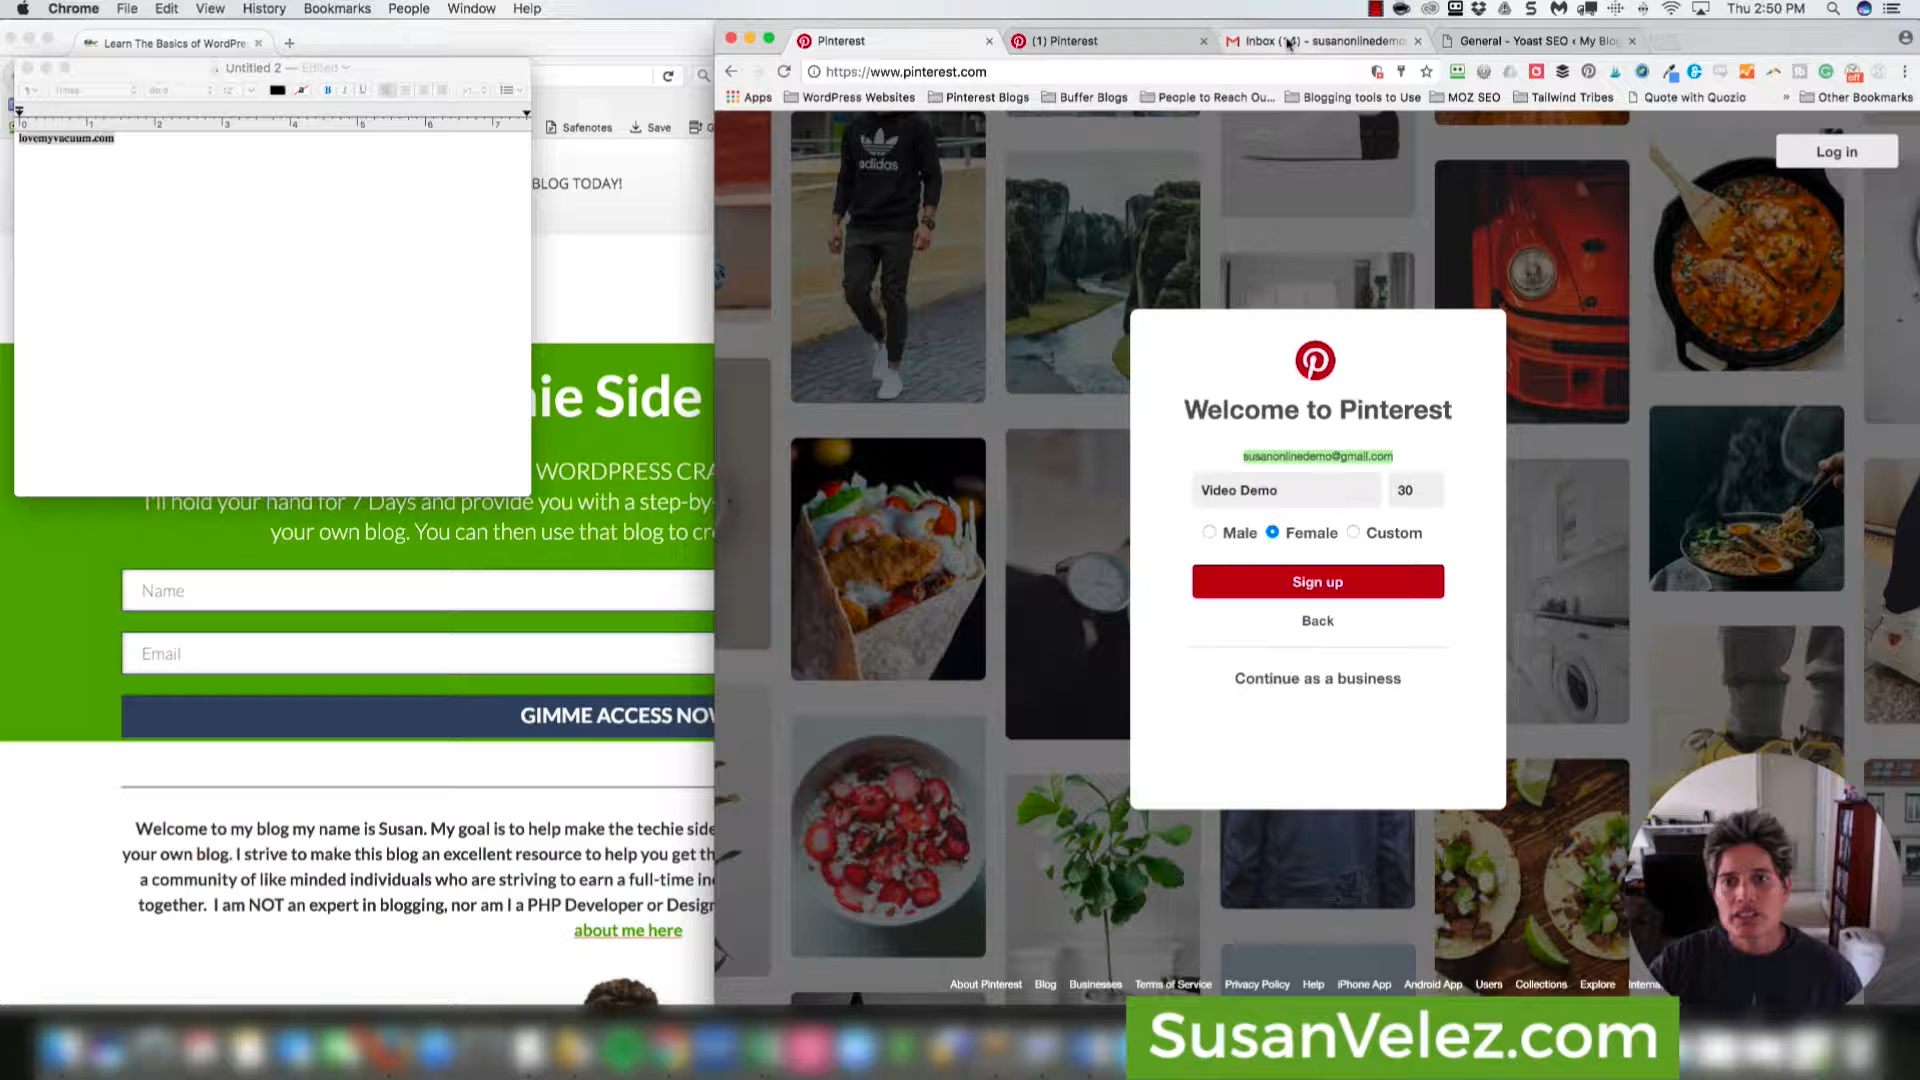 Chrome File Edit View History Bookmarks People Window Help
Thu 2:50 PM
Learn The Basics of WordPre
Untitled 2 — Edited
lovemyvacuum.com
Safenotes Save
BLOG TODAY!
ie Side
WORDPRESS CRA
I'll hold your hand for 7 Days and provide you with a step-by-
your own blog. You can then use that blog to cr
Name
Email
GIMME ACCESS NOW
Welcome to my blog my name is Susan. My goal is to help make the techie side
your own blog. I strive to make this blog an excellent resource to help you get th
a community of like minded individuals who are striving to earn a full-time in
together. I am NOT an expert in blogging, nor am I a PHP Developer or Desig
about me here
Pinterest
(1) Pinterest
- susanonlinedemo
General - Yoast SEO ‹ My Blog
https://www.pinterest.com
Apps WordPress Websites Pinterest Blogs Buffer Blogs People to Reach Ou... Blogging tools to Use MOZ SEO Tailwind Tribes Quote with Quozio » Other Bookmarks
Log in
adidas
Welcome to Pinterest
susanonlinedemo@gmail.com
Video Demo 30
Male Female Custom
Sign up
Back
Continue as a business
About Pinterest Blog Businesses Terms of Service Privacy Policy Help iPhone App Android App Users Collections Explore Interna
SusanVelez.com